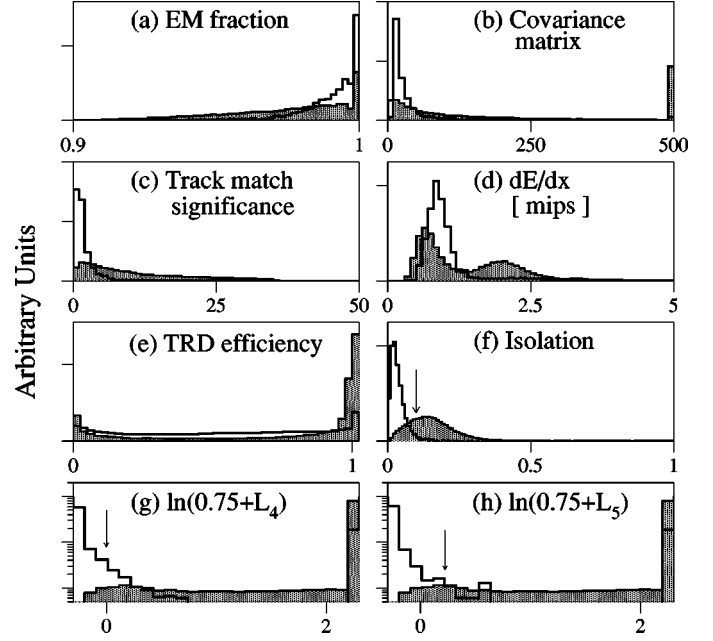 (a) EM fraction
0.9
1
(b) Covariance
matrix
0
250
500
(c) Track match
significance
0
25
50
(d) dE/dx
[ mips ]
0
2.5
5
Arbitrary Units
(e) TRD efficiency
0
1
(f) Isolation
0
0.5
1
(g) ln(0.75+L₄)
0
2
(h) ln(0.75+L₅)
0
2